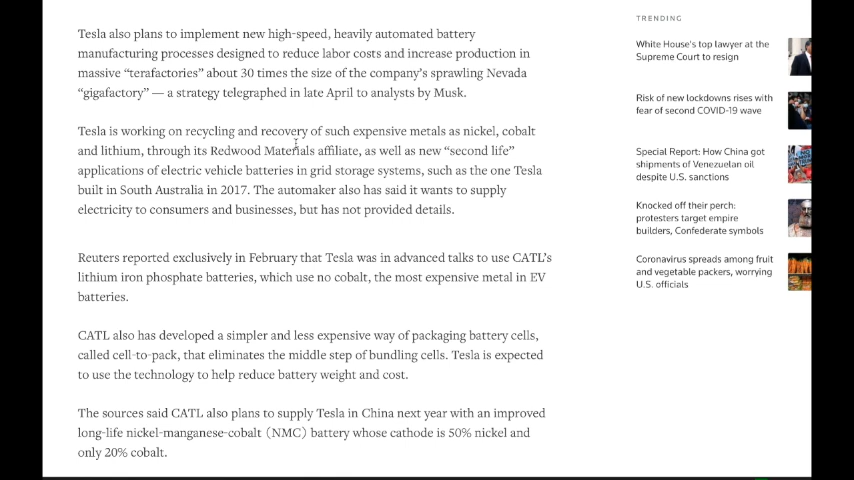 Tesla also plans to implement new high-speed, heavily automated battery
manufacturing processes designed to reduce labor costs and increase production in
massive “terafactories” about 30 times the size of the company’s sprawling Nevada
“gigafactory” — a strategy telegraphed in late April to analysts by Musk.
Tesla is working on recycling and recovery of such expensive metals as nickel, cobalt
and lithium, through its Redwood Materials affiliate, as well as new “second life”
applications of electric vehicle batteries in grid storage systems, such as the one Tesla
built in South Australia in 2017. The automaker also has said it wants to supply
electricity to consumers and businesses, but has not provided details.
Reuters reported exclusively in February that Tesla was in advanced talks to use CATL’s
lithium iron phosphate batteries, which use no cobalt, the most expensive metal in EV
batteries.
CATL also has developed a simpler and less expensive way of packaging battery cells,
called cell-to-pack, that eliminates the middle step of bundling cells. Tesla is expected
to use the technology to help reduce battery weight and cost.
The sources said CATL also plans to supply Tesla in China next year with an improved
long-life nickel-manganese-cobalt (NMC) battery whose cathode is 50% nickel and
only 20% cobalt.
TRENDING
White House's top lawyer at the
Supreme Court to resign
Risk of new lockdowns rises with
fear of second COVID-19 wave
Special Report: How China got
shipments of Venezuelan oil
despite U.S. sanctions
Knocked off their perch:
protesters target empire
builders, Confederate symbols
Coronavirus spreads among fruit
and vegetable packers, worrying
U.S. officials